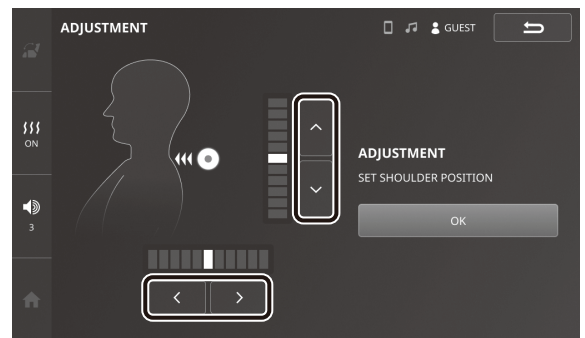 ADJUSTMENT
GUEST
ON
3
ADJUSTMENT
SET SHOULDER POSITION
OK